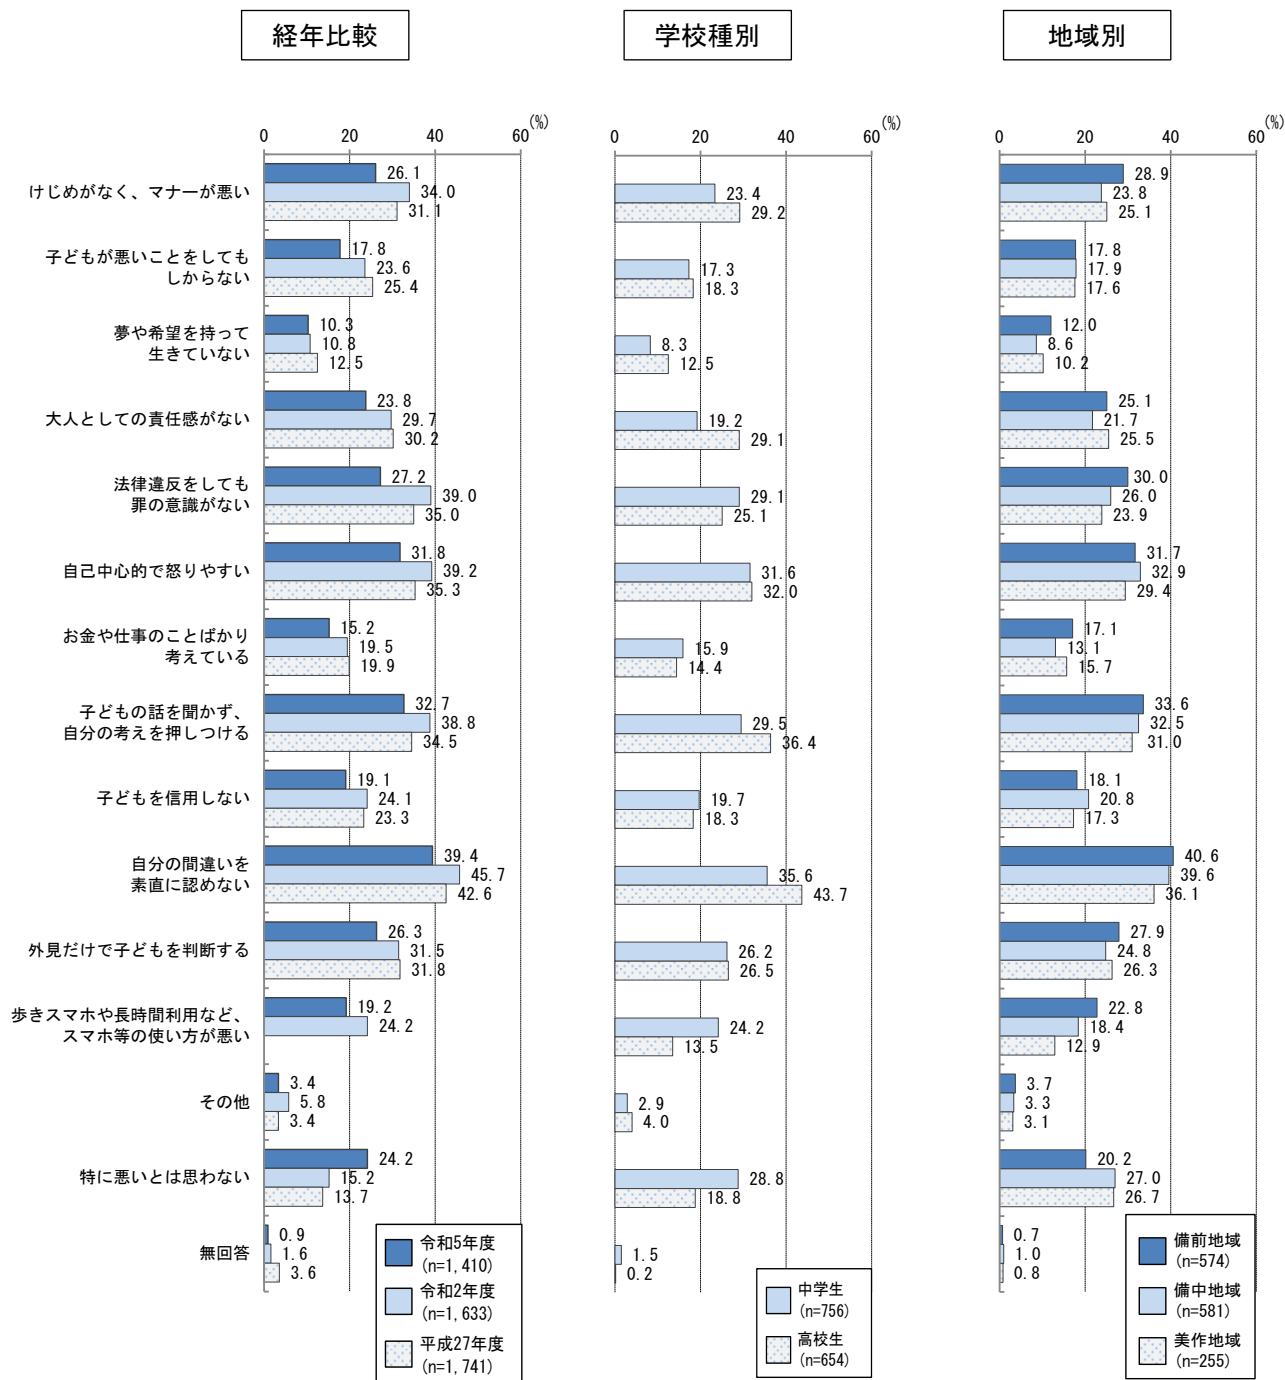 経年比較
学校種別
地域別
(%)
0 20 40 60
(%)
0 20 40 60
(%)
0 20 40 60
けじめがなく、マナーが悪い
26.1
34.0
31.1
23.4
29.2
28.9
23.8
25.1
子どもが悪いことをしても
しからない
17.8
23.6
25.4
17.3
18.3
17.8
17.9
17.6
夢や希望を持って
生きていない
10.3
10.8
12.5
8.3
12.5
12.0
8.6
10.2
大人としての責任感がない
23.8
29.7
30.2
19.2
29.1
25.1
21.7
25.5
法律違反をしても
罪の意識がない
27.2
39.0
35.0
29.1
25.1
30.0
26.0
23.9
自己中心的で怒りやすい
31.8
39.2
35.3
31.6
32.0
31.7
32.9
29.4
お金や仕事のことばかり
考えている
15.2
19.5
19.9
15.9
14.4
17.1
13.1
15.7
子どもの話を聞かず、
自分の考えを押しつける
32.7
38.8
34.5
29.5
36.4
33.6
32.5
31.0
子どもを信用しない
19.1
24.1
23.3
19.7
18.3
18.1
20.8
17.3
自分の間違いを
素直に認めない
39.4
45.7
42.6
35.6
43.7
40.6
39.6
36.1
外見だけで子どもを判断する
26.3
31.5
31.8
26.2
26.5
27.9
24.8
26.3
歩きスマホや長時間利用など、
スマホ等の使い方が悪い
19.2
24.2
24.2
13.5
22.8
18.4
12.9
その他
3.4
5.8
3.4
2.9
4.0
3.7
3.3
3.1
特に悪いとは思わない
24.2
15.2
13.7
28.8
18.8
20.2
27.0
26.7
無回答
0.9
1.6
3.6
1.5
0.2
0.7
1.0
0.8
令和5年度
(n=1,410)
令和2年度
(n=1,633)
平成27年度
(n=1,741)
中学生
(n=756)
高校生
(n=654)
備前地域
(n=574)
備中地域
(n=581)
美作地域
(n=255)